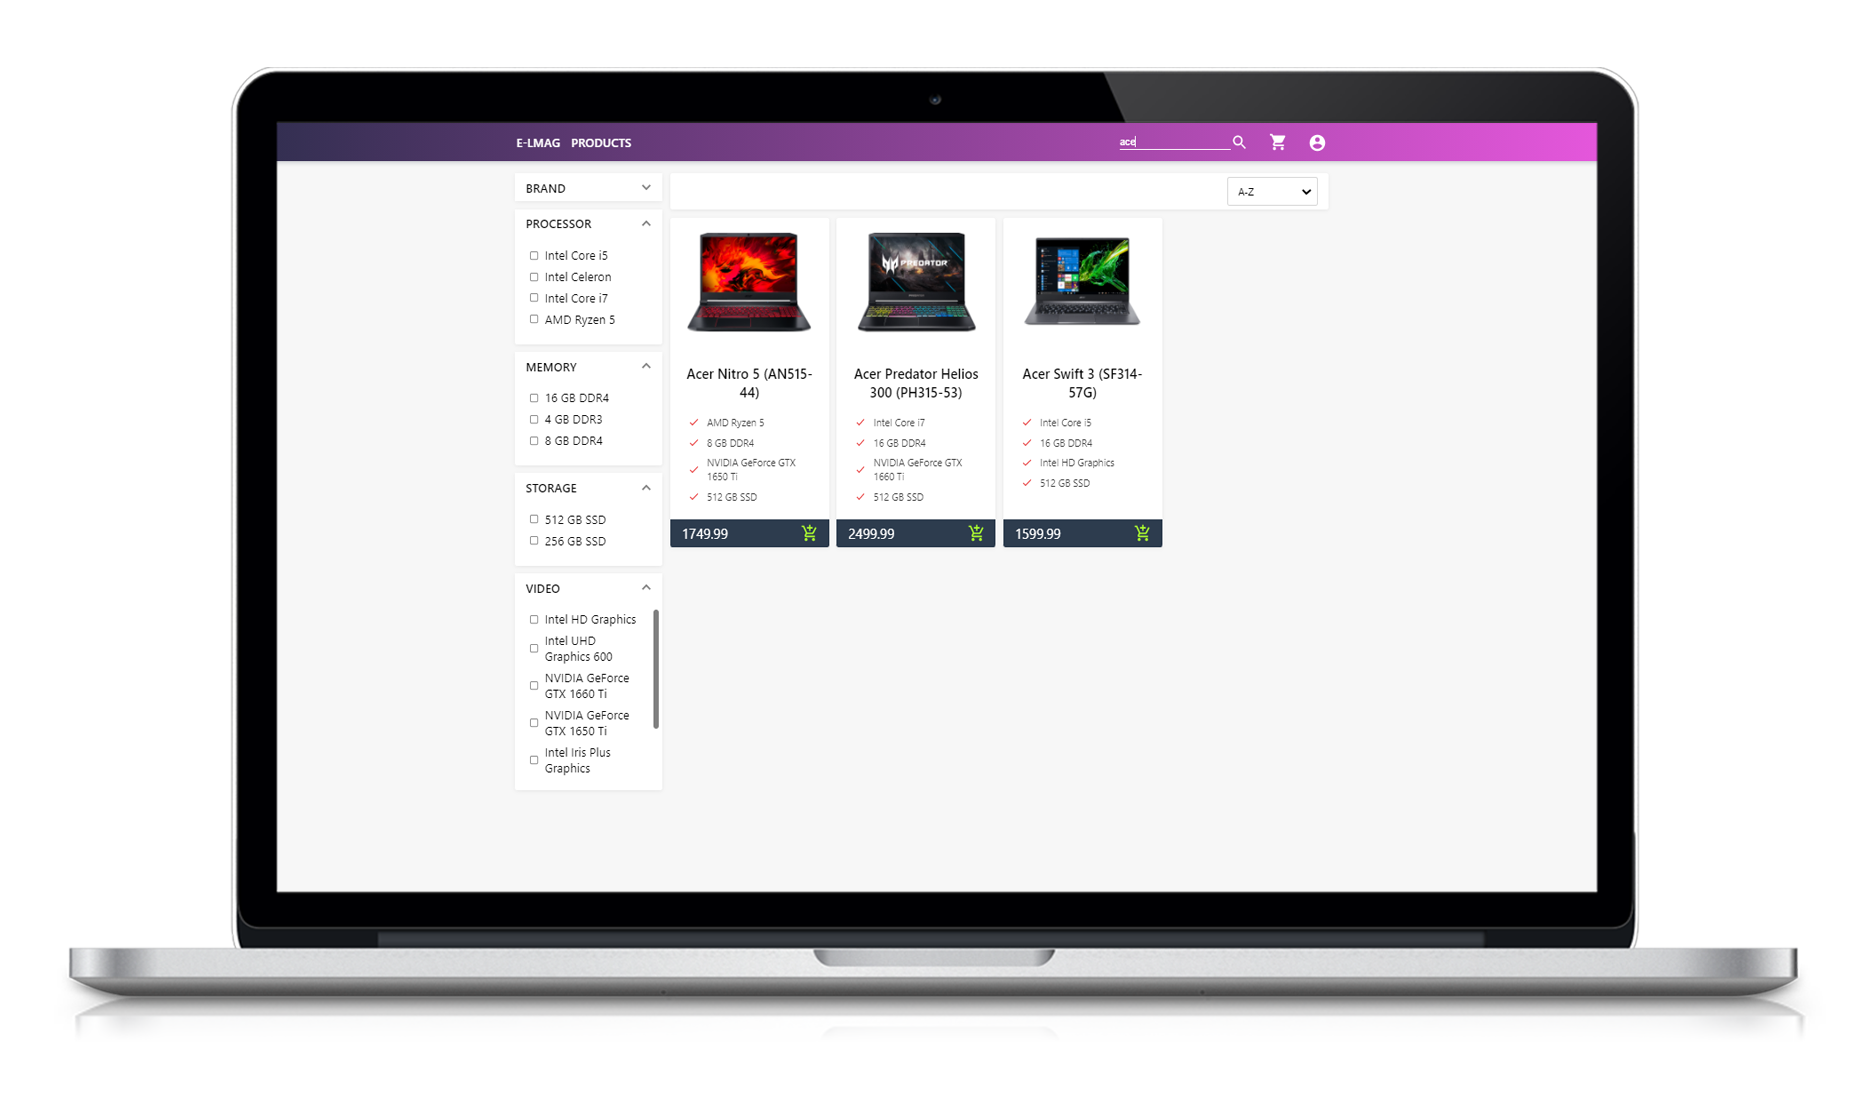 E-LMAG PRODUCTS
ace
BRAND
A-Z
PROCESSOR
Intel Core i5
Intel Celeron
Intel Core i7
AMD Ryzen 5
MEMORY
16 GB DDR4
4 GB DDR3
8 GB DDR4
STORAGE
512 GB SSD
256 GB SSD
VIDEO
Intel HD Graphics
Intel UHD
Graphics 600
NVIDIA GeForce
GTX 1660 Ti
NVIDIA GeForce
GTX 1650 Ti
Intel Iris Plus
Graphics
Acer Nitro 5 (AN515-
44)
AMD Ryzen 5
8 GB DDR4
NVIDIA GeForce GTX
1650 Ti
512 GB SSD
1749.99
PREDATOR
Acer Predator Helios
300 (PH315-53)
Intel Core i7
16 GB DDR4
NVIDIA GeForce GTX
1660 Ti
512 GB SSD
2499.99
Acer Swift 3 (SF314-
57G)
Intel Core i5
16 GB DDR4
Intel HD Graphics
512 GB SSD
1599.99